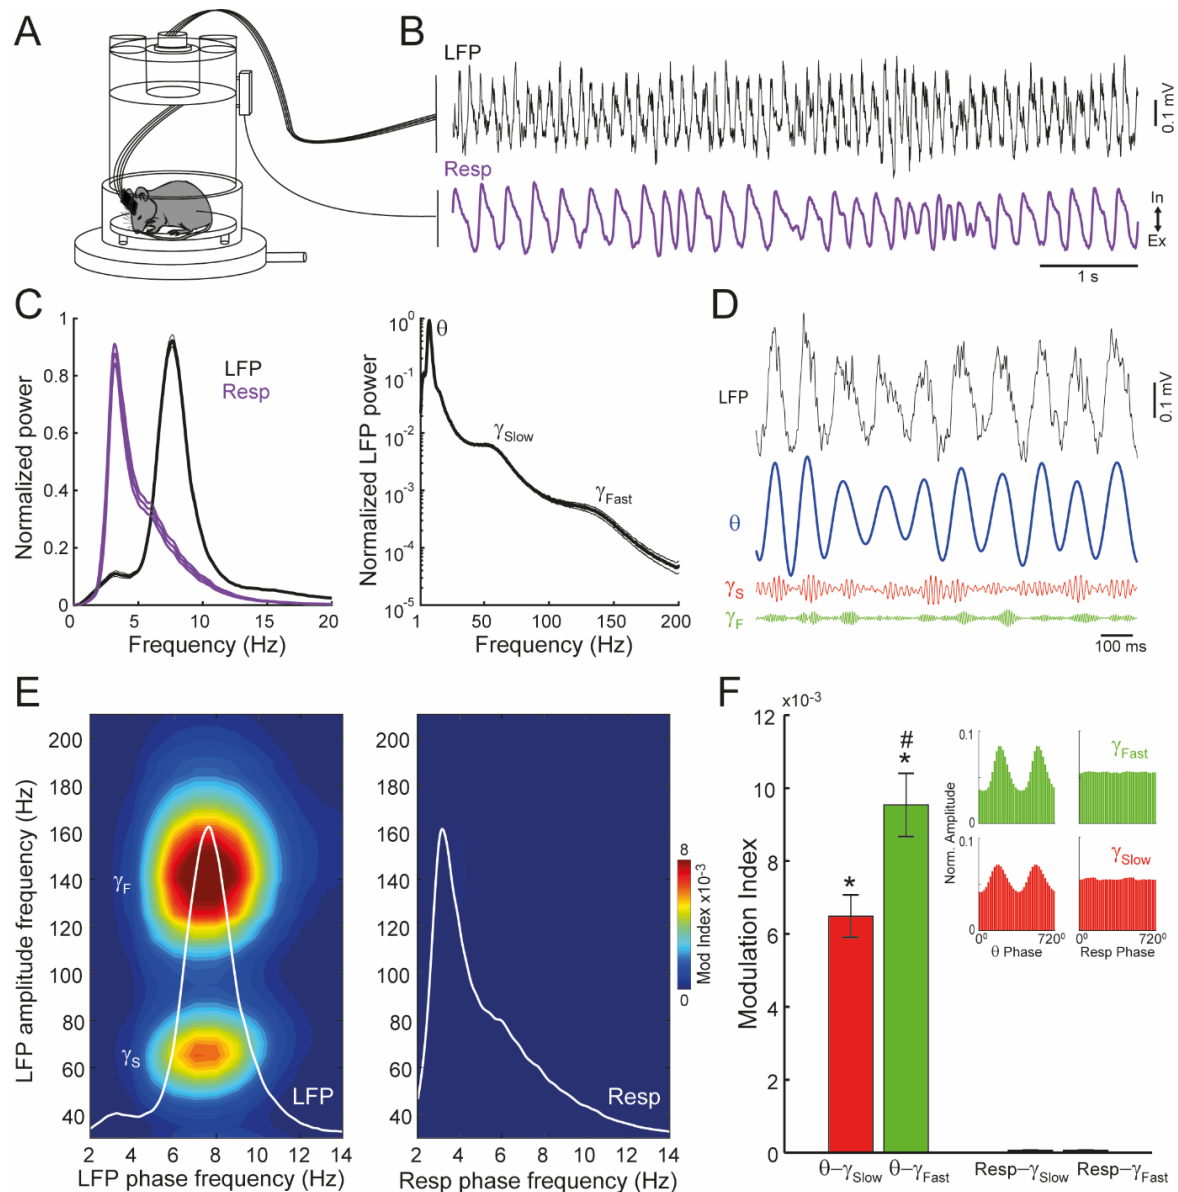 A
B
LFP
0.1 mV
Resp
In
Ex
1 s
C
Normalized power
1
0.8
0.6
0.4
0.2
0
0 5 10 15 20
Frequency (Hz)
LFP
Resp
Normalized LFP power
10⁰
10⁻¹
10⁻²
10⁻³
10⁻⁴
10⁻⁵
θ
γSlow
γFast
1 50 100 150 200
Frequency (Hz)
D
LFP
0.1 mV
θ
γS
γF
100 ms
E
LFP amplitude frequency (Hz)
200
180
160
140
120
100
80
60
40
γF
γS
LFP
2 4 6 8 10 12 14
LFP phase frequency (Hz)
200
180
160
140
120
100
80
60
40
Resp
2 4 6 8 10 12 14
Resp phase frequency (Hz)
8
0
Mod Index x10⁻³
F
x10⁻³
Modulation Index
12
10
8
6
4
2
0
*
#
*
θ–γSlow θ–γFast Resp–γSlow Resp–γFast
Norm. Amplitude
0.1
0
γFast
0.1
0
γSlow
0⁰ 720⁰ 0⁰ 720⁰
θ Phase Resp Phase